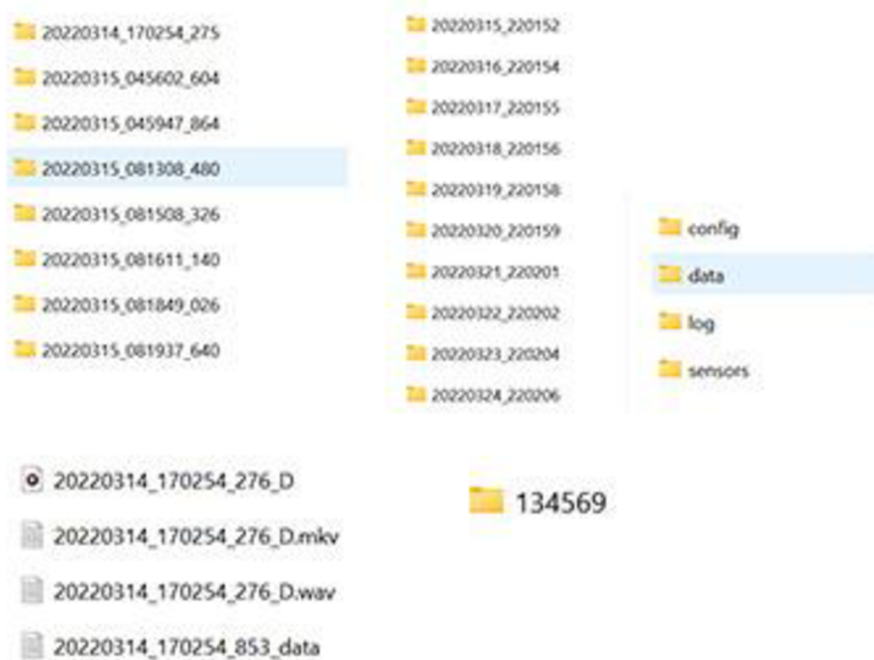 20220314_170254_275
20220315_045602_604
20220315_045947_864
20220315_081308_480
20220315_081508_326
20220315_081611_140
20220315_081849_026
20220315_081937_640
20220315_220152
20220316_220154
20220317_220155
20220318_220156
20220319_220158
20220320_220159
20220321_220201
20220322_220202
20220323_220204
20220324_220206
config
data
log
sensors
20220314_170254_276_D
20220314_170254_276_D.mkv
20220314_170254_276_D.wav
20220314_170254_853_data
134569